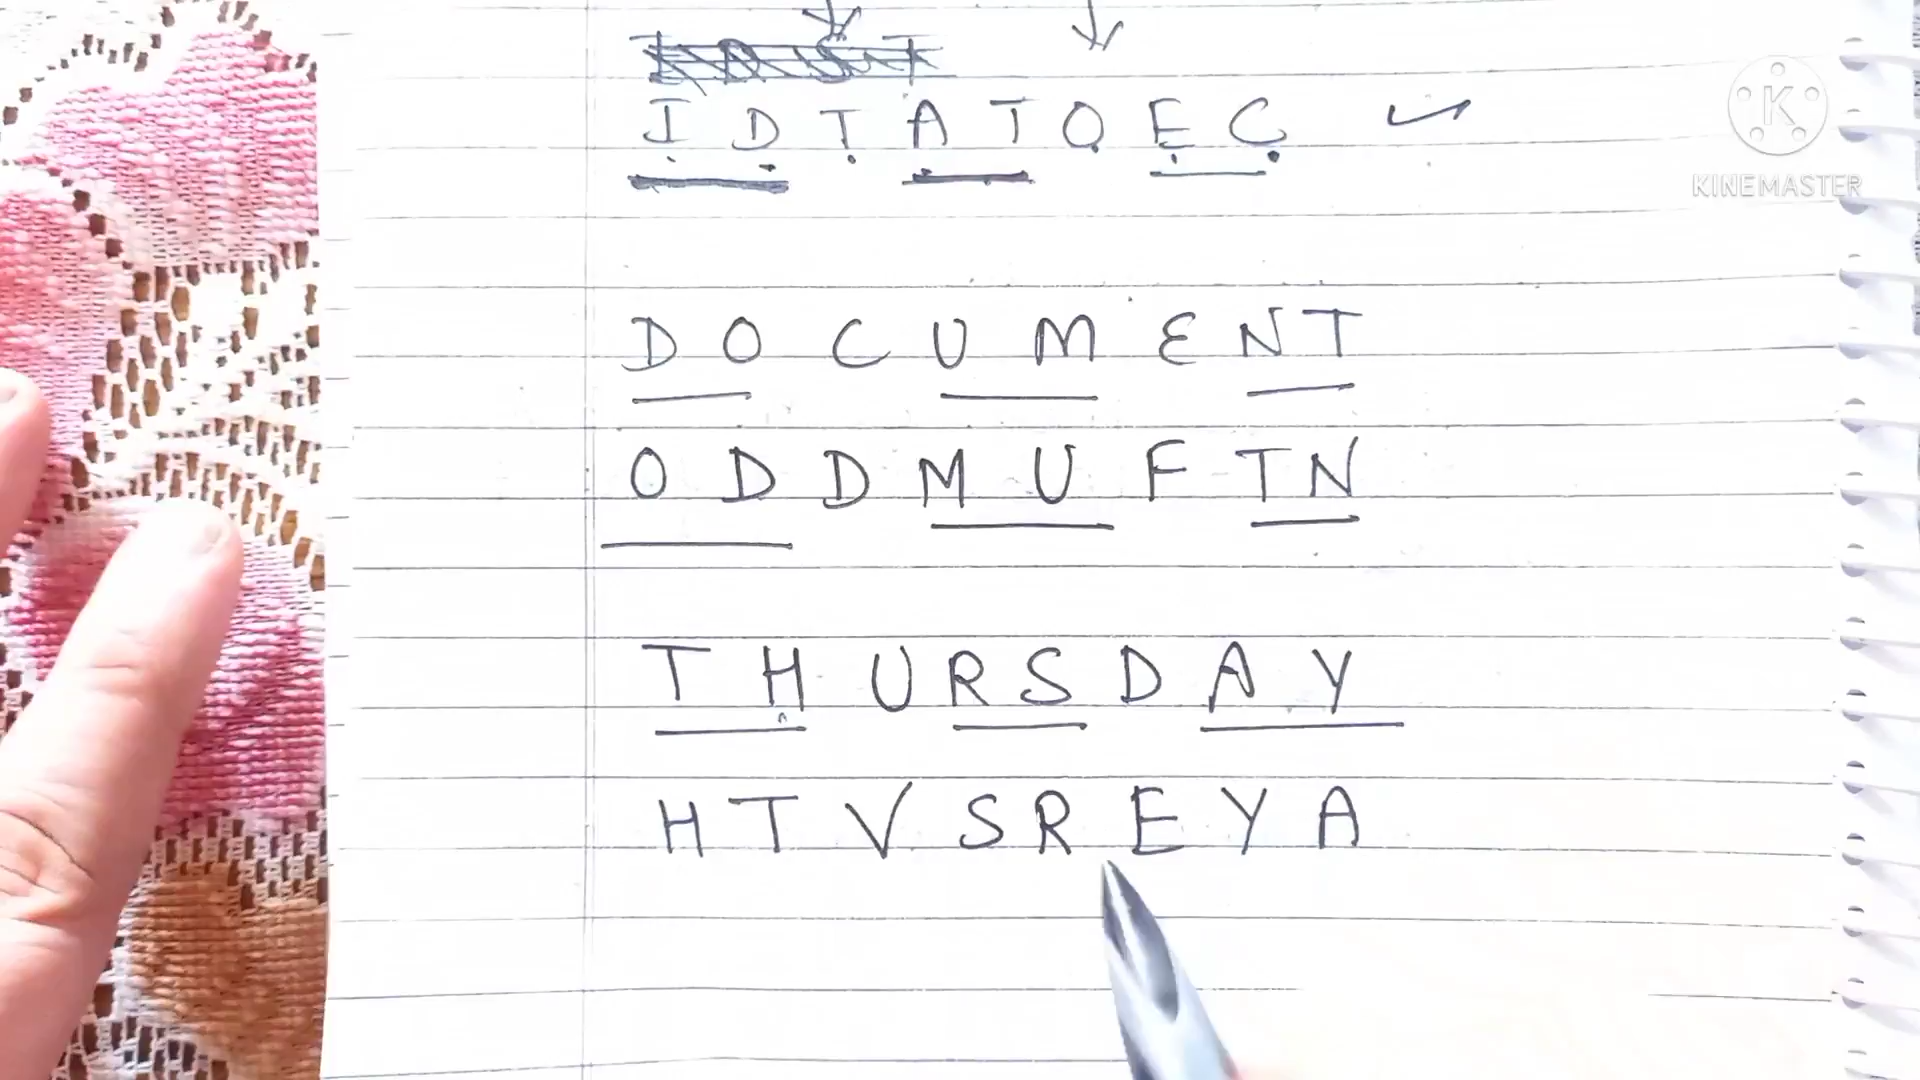 I D T A T O E C
K
KINEMASTER
D O C U M E N T
O D D M U F T N
T H U R S D A Y
H T V S R E Y A